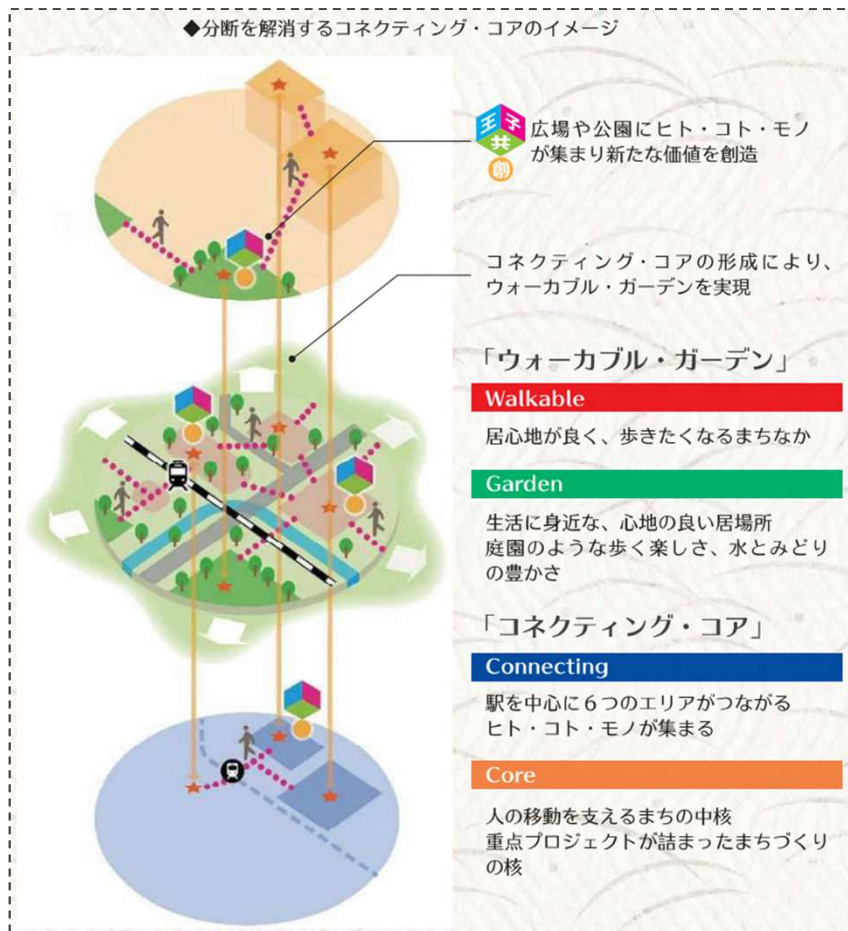 ◆分断を解消するコネクティング・コアのイメージ
王子
共
創
広場や公園にヒト・コト・モノ
が集まり新たな価値を創造
コネクティング・コアの形成により、
ウォーカブル・ガーデンを実現
「ウォーカブル・ガーデン」
Walkable
居心地が良く、歩きたくなるまちなか
Garden
生活に身近な、心地の良い居場所
庭園のような歩く楽しさ、水とみどり
の豊かさ
「コネクティング・コア」
Connecting
駅を中心に６つのエリアがつながる
ヒト・コト・モノが集まる
Core
人の移動を支えるまちの中核
重点プロジェクトが詰まったまちづくり
の核